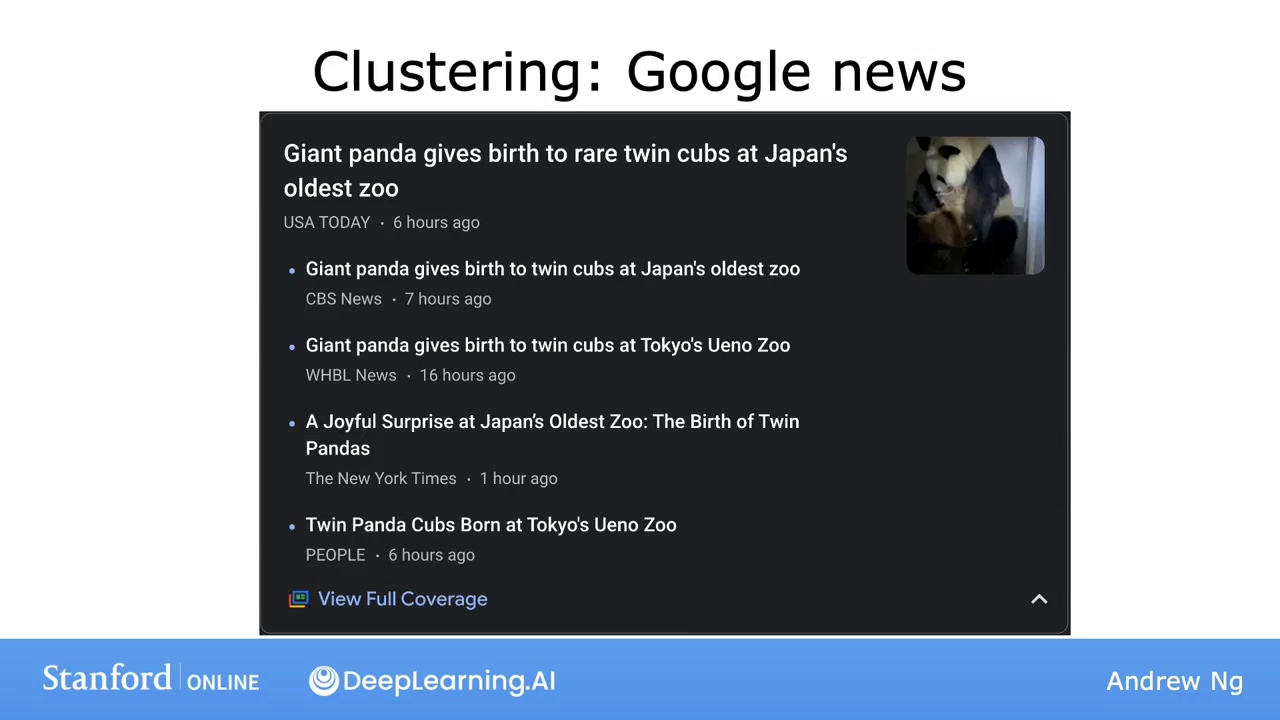 Clustering: Google news
Giant panda gives birth to rare twin cubs at Japan's
oldest zoo
USA TODAY · 6 hours ago
• Giant panda gives birth to twin cubs at Japan's oldest zoo
CBS News · 7 hours ago
• Giant panda gives birth to twin cubs at Tokyo's Ueno Zoo
WHBL News · 16 hours ago
• A Joyful Surprise at Japan’s Oldest Zoo: The Birth of Twin
Pandas
The New York Times · 1 hour ago
• Twin Panda Cubs Born at Tokyo's Ueno Zoo
PEOPLE · 6 hours ago
View Full Coverage
Stanford | ONLINE DeepLearning.AI Andrew Ng